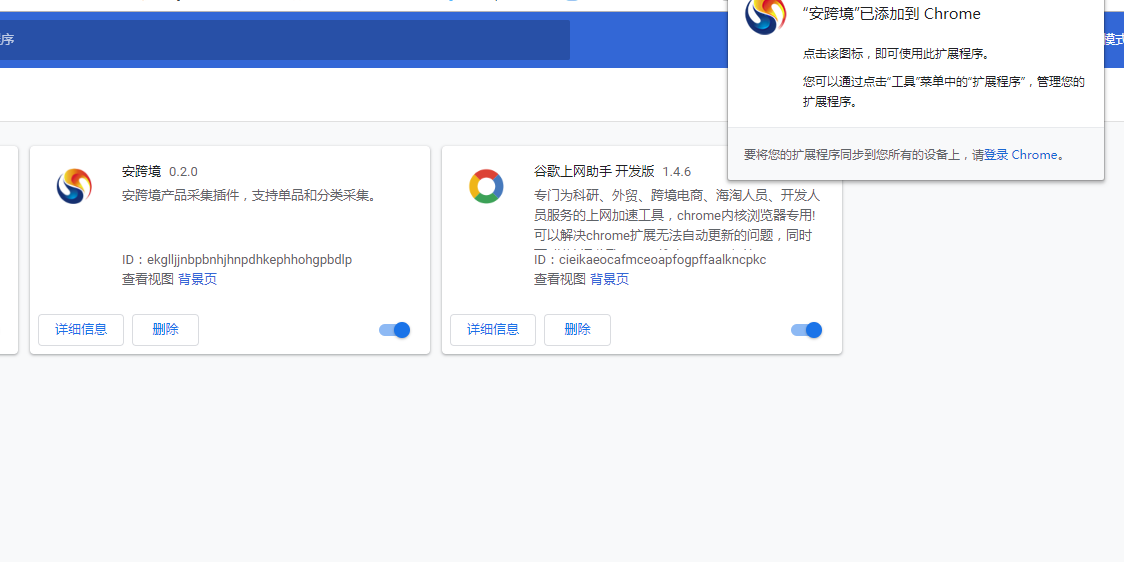 序
模式
“安跨境”已添加到 Chrome
点击该图标，即可使用此扩展程序。
您可以通过点击“工具”菜单中的“扩展程序”，管理您的
扩展程序。
要将您的扩展程序同步到您所有的设备上，请登录 Chrome。
安跨境 0.2.0
安跨境产品采集插件，支持单品和分类采集。
ID：ekglljjnbpbnhjhnpdhkephhohgpbdlp
查看视图 背景页
详细信息 删除
谷歌上网助手 开发版 1.4.6
专门为科研、外贸、跨境电商、海淘人员、开发人
员服务的上网加速工具，chrome内核浏览器专用!
可以解决chrome扩展无法自动更新的问题，同时
ID：cieikaeocafmceoapfogpffaalkncpkc
查看视图 背景页
详细信息 删除